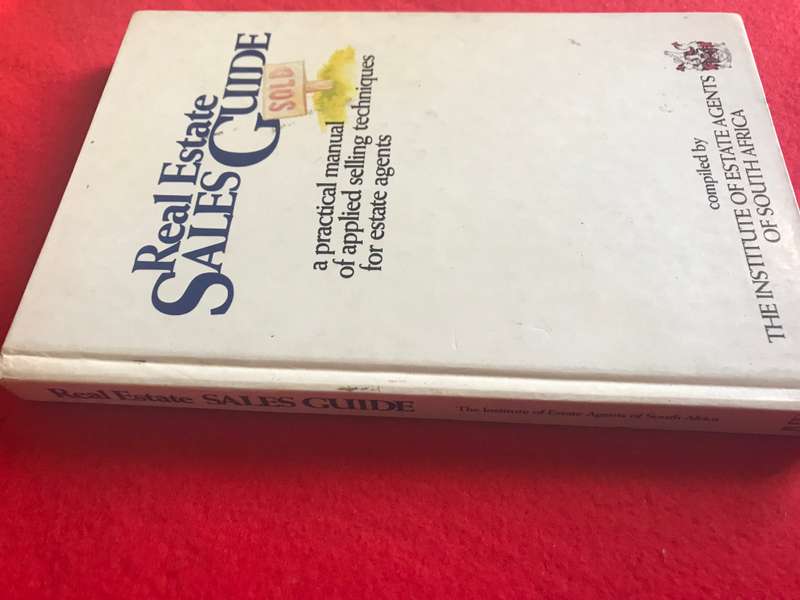 Real Estate
SALES GUIDE
SOLD
a practical manual
of applied selling techniques
for estate agents
compiled by
THE INSTITUTE OF ESTATE AGENTS
OF SOUTH AFRICA
Real Estate SALES GUIDE The Institute of Estate Agents of South Africa